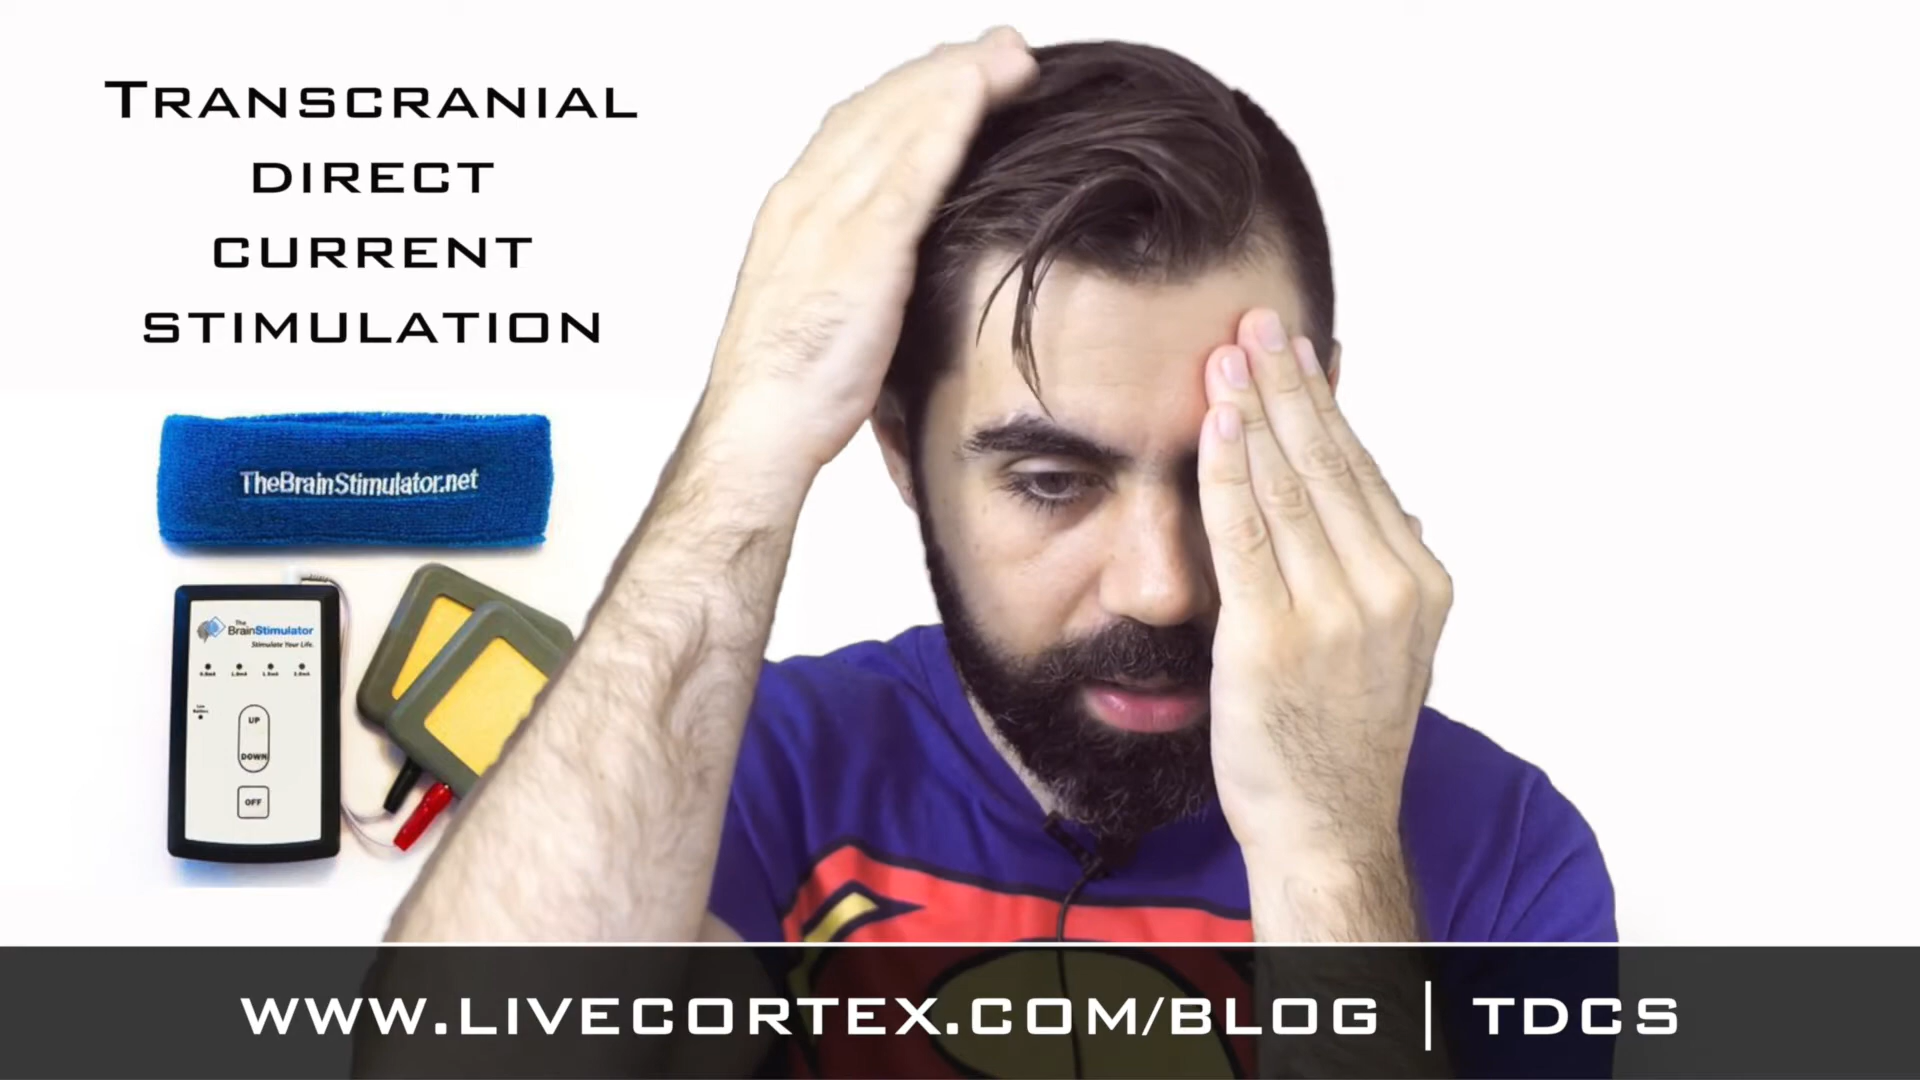 TRANSCRANIAL
DIRECT
CURRENT
STIMULATION
TheBrainStimulator.net
The
BrainStimulator
Stimulate Your Life.
UP
DOWN
OFF
WWW.LIVECORTEX.COM/BLOG | TDCS